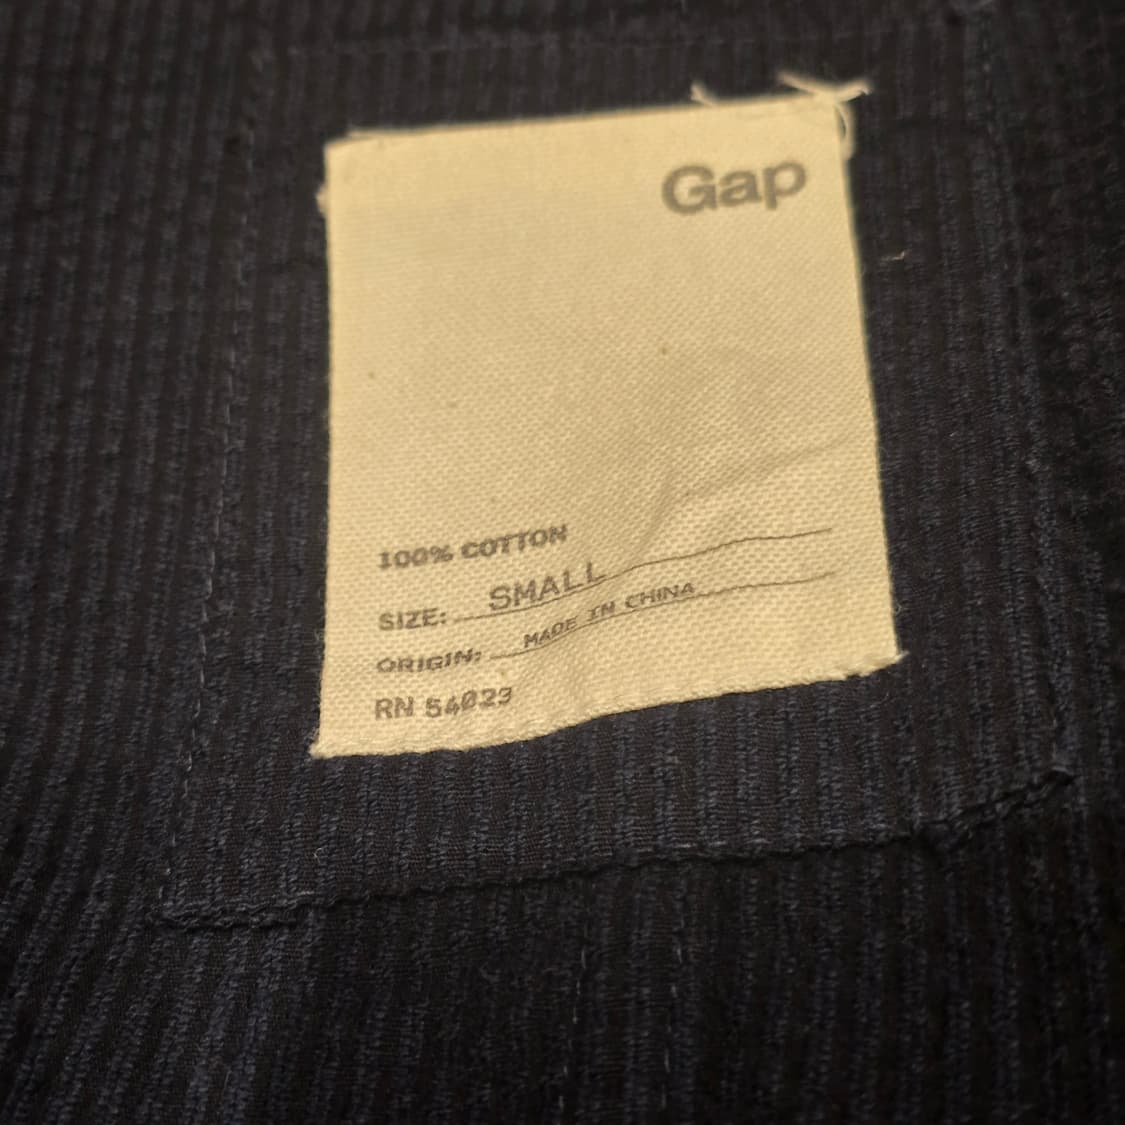 Gap
100% COTTON
SIZE: SMALL
ORIGIN: MADE IN CHINA
RN 54023